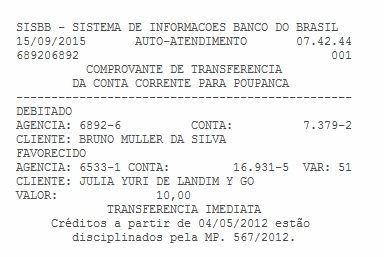 SISBB - SISTEMA DE INFORMACOES BANCO DO BRASIL
15/09/2015 AUTO-ATENDIMENTO 07.42.44
689206892 001
COMPROVANTE DE TRANSFERENCIA
DA CONTA CORRENTE PARA POUPANCA
------------------------------------------------
DEBITADO
AGENCIA: 6892-6 CONTA: 7.379-2
CLIENTE: BRUNO MULLER DA SILVA
FAVORECIDO
AGENCIA: 6533-1 CONTA: 16.931-5 VAR: 51
CLIENTE: JULIA YURI DE LANDIM Y GO
VALOR: 10,00
TRANSFERENCIA IMEDIATA
Créditos a partir de 04/05/2012 estão
disciplinados pela MP. 567/2012.